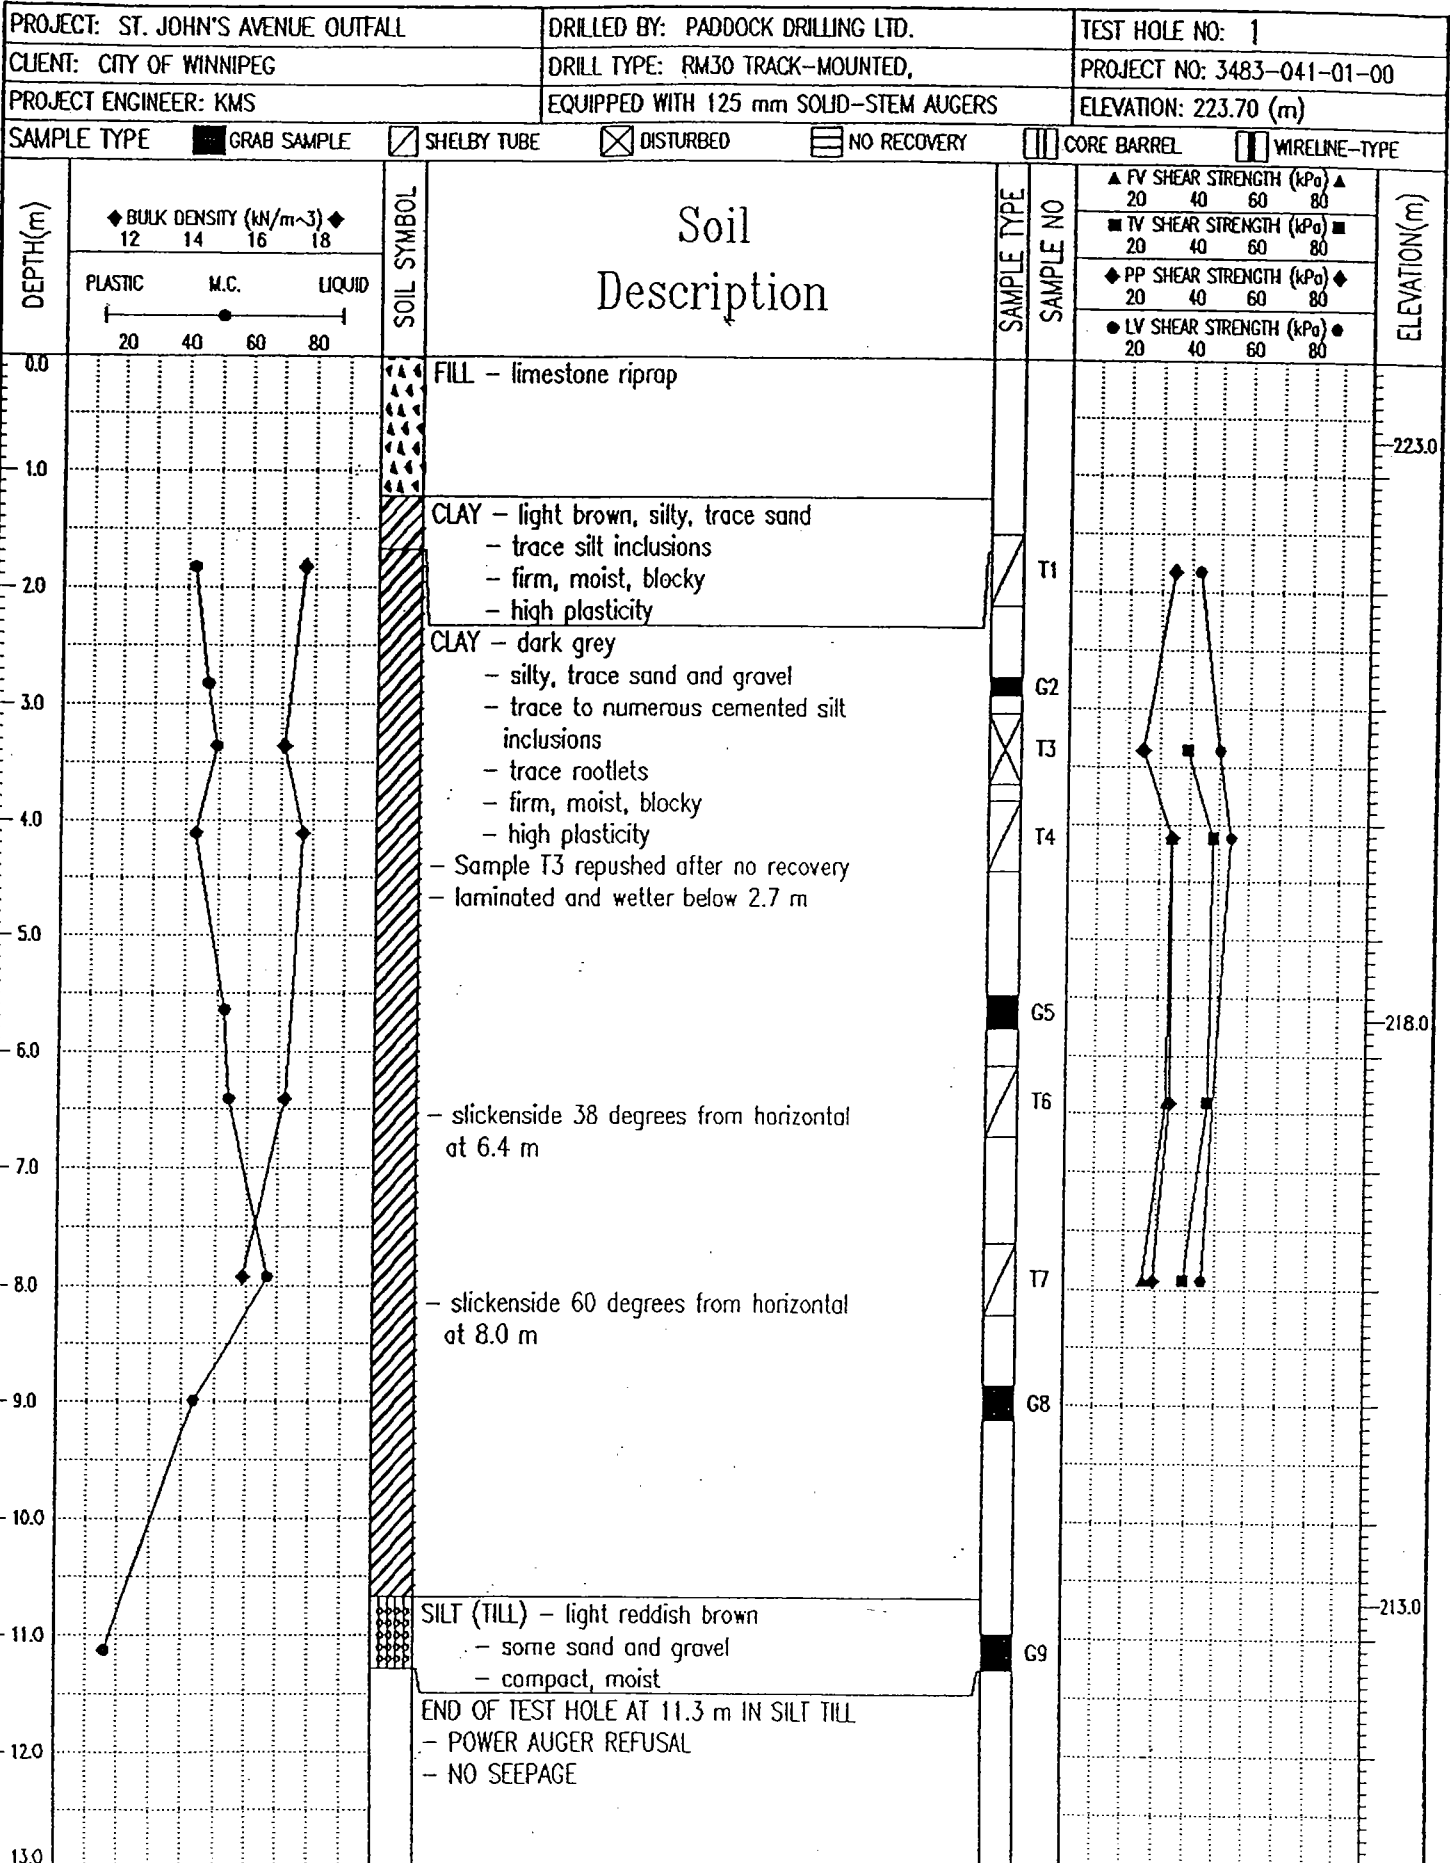 PROJECT: ST. JOHN'S AVENUE OUTFALL
DRILLED BY: PADDOCK DRILLING LTD.
TEST HOLE NO: 1
CLIENT: CITY OF WINNIPEG
DRILL TYPE: RM30 TRACK-MOUNTED,
PROJECT NO: 3483-041-01-00
PROJECT ENGINEER: KMS
EQUIPPED WITH 125 mm SOLID-STEM AUGERS
ELEVATION: 223.70 (m)
SAMPLE TYPE GRAB SAMPLE SHELBY TUBE DISTURBED NO RECOVERY CORE BARREL WIRELINE-TYPE
DEPTH(m)
◆ BULK DENSITY (kN/m~3) ◆
12 14 16 18
PLASTIC M.C. LIQUID
20 40 60 80
SOIL SYMBOL
Soil
Description
SAMPLE TYPE
SAMPLE NO
▲ FV SHEAR STRENGTH (kPa) ▲
20 40 60 80
■ TV SHEAR STRENGTH (kPa) ■
20 40 60 80
◆ PP SHEAR STRENGTH (kPa) ◆
20 40 60 80
● LV SHEAR STRENGTH (kPa) ●
20 40 60 80
ELEVATION(m)
0.0
FILL - limestone riprap
223.0
1.0
CLAY - light brown, silty, trace sand
- trace silt inclusions
T1
- firm, moist, blocky
2.0
- high plasticity
CLAY - dark grey
- silty, trace sand and gravel
G2
3.0
- trace to numerous cemented silt
inclusions
T3
- trace rootlets
- firm, moist, blocky
4.0
- high plasticity
T4
- Sample T3 repushed after no recovery
- laminated and wetter below 2.7 m
5.0
G5
218.0
6.0
T6
- slickenside 38 degrees from horizontal
at 6.4 m
7.0
T7
8.0
- slickenside 60 degrees from horizontal
at 8.0 m
9.0
G8
10.0
SILT (TILL) - light reddish brown
213.0
11.0
- some sand and gravel
G9
- compact, moist
END OF TEST HOLE AT 11.3 m IN SILT TILL
- POWER AUGER REFUSAL
12.0
- NO SEEPAGE
13.0